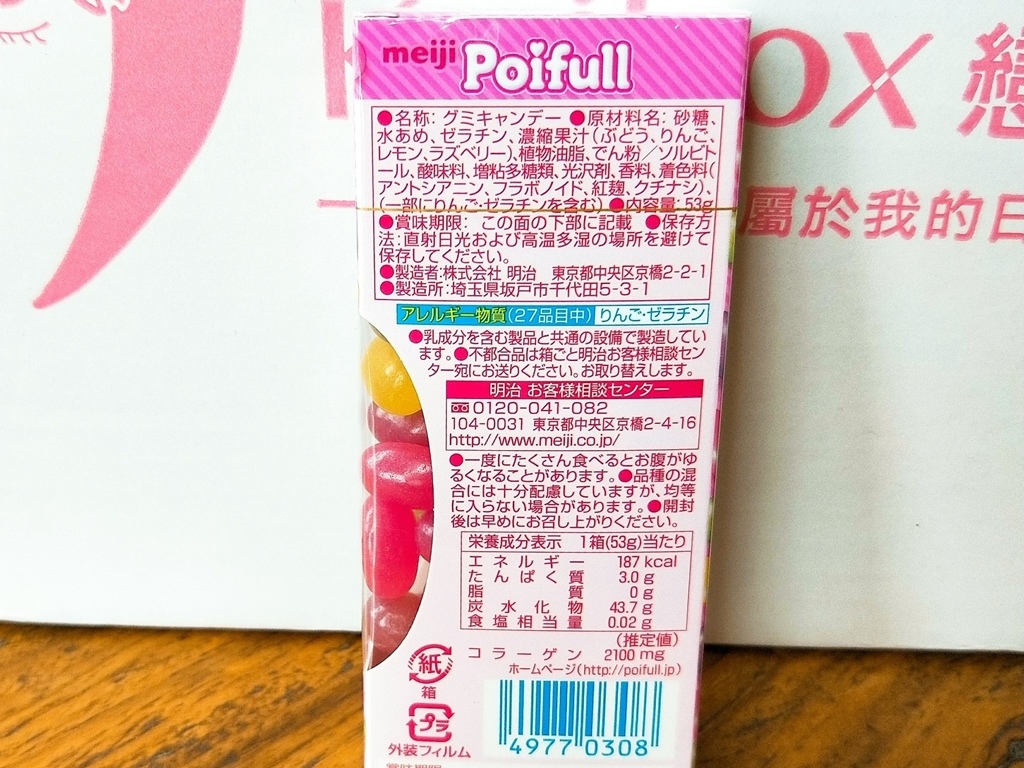 meiji Poifull
●名称: グミキャンデー ●原材料名: 砂糖、
水あめ、ゼラチン、濃縮果汁(ぶどう、りんご、
レモン、ラズベリー)、植物油脂、でん粉/ソルビト
ール、酸味料、増粘多糖類、光沢剤、香料、着色料(
アントシアニン、フラボノイド、紅麹、クチナシ)、
(一部にりんご・ゼラチンを含む) ●内容量: 53g
●賞味期限: この面の下部に記載 ●保存方
法:直射日光および高温多湿の場所を避けて
保存してください。
●製造者:株式会社 明治 東京都中央区京橋2-2-1
●製造所:埼玉県坂戸市千代田5-3-1
アレルギー物質(27品目中) りんご・ゼラチン
●乳成分を含む製品と共通の設備で製造してい
ます。●不都合品は箱ごと明治お客様相談セン
ター宛にお送りください。お取り替えします。
明治 お客様相談センター
0120-041-082
104-0031 東京都中央区京橋2-4-16
http://www.meiji.co.jp/
●一度にたくさん食べるとお腹がゆ
るくなることがあります。●品種の混
合には十分配慮していますが、均等
に入らない場合があります。●開封
後は早めにお召し上がりください。
栄養成分表示 1箱(53g)当たり
エネルギー 187 kcal
たんぱく質 3.0 g
脂質 0 g
炭水化物 43.7 g
食塩相当量 0.02 g
(推定値)
コラーゲン 2100 mg
ホームページ(http://poifull.jp)
紙
箱
プラ
外装フィルム
4977 0308
賞味期限
OX 戀
屬於我的日